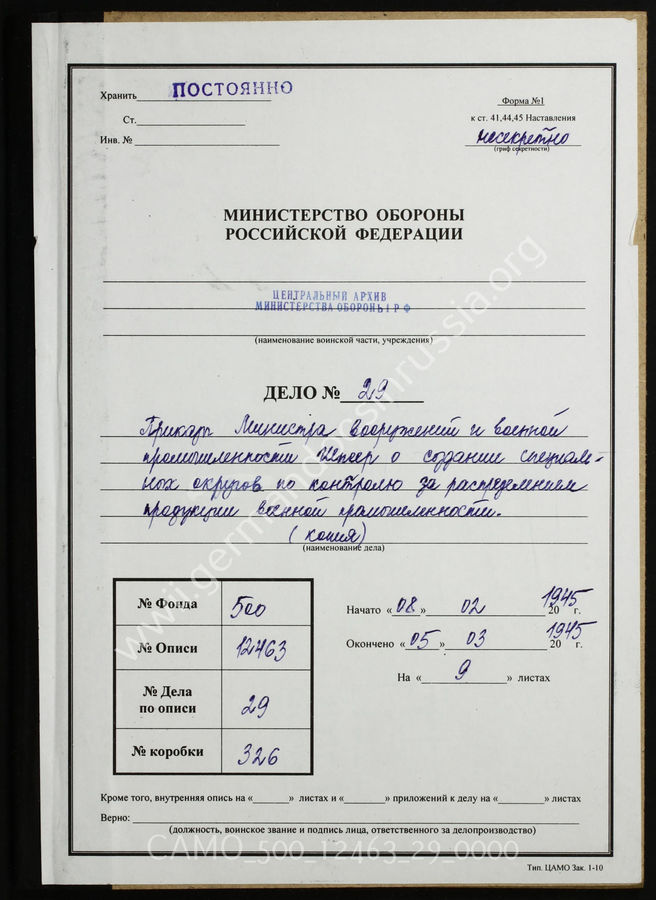 Хранить ПОСТОЯННО
Ст.
Инв. №
Форма №1
к ст. 41,44,45 Наставления
несекретно
(гриф секретности)
МИНИСТЕРСТВО ОБОРОНЫ
РОССИЙСКОЙ ФЕДЕРАЦИИ
ЦЕНТРАЛЬНЫЙ АРХИВ
МИНИСТЕРСТВА ОБОРОНЫ РФ
(наименование воинской части, учреждения)
ДЕЛО № 29
Приказы Министра вооружений и военной
промышленности Шпеер о создании специаль-
ных округов по контролю за распределением
продукции военной промышленности.
(копия)
(наименование дела)
№ Фонда 500
№ Описи 12463
№ Дела
по описи 29
№ коробки 326
Начато «08» 02 1945 20 г.
Окончено «05» 03 1945 20 г.
На «9» листах
Кроме того, внутренняя опись на « » листах и « » приложений к делу на « » листах
Верно:
(должность, воинское звание и подпись лица, ответственного за делопроизводство)
CAMO_500_12463_29_0000
Тип. ЦАМО Зак. 1-10
www.germandocsinrussia.org